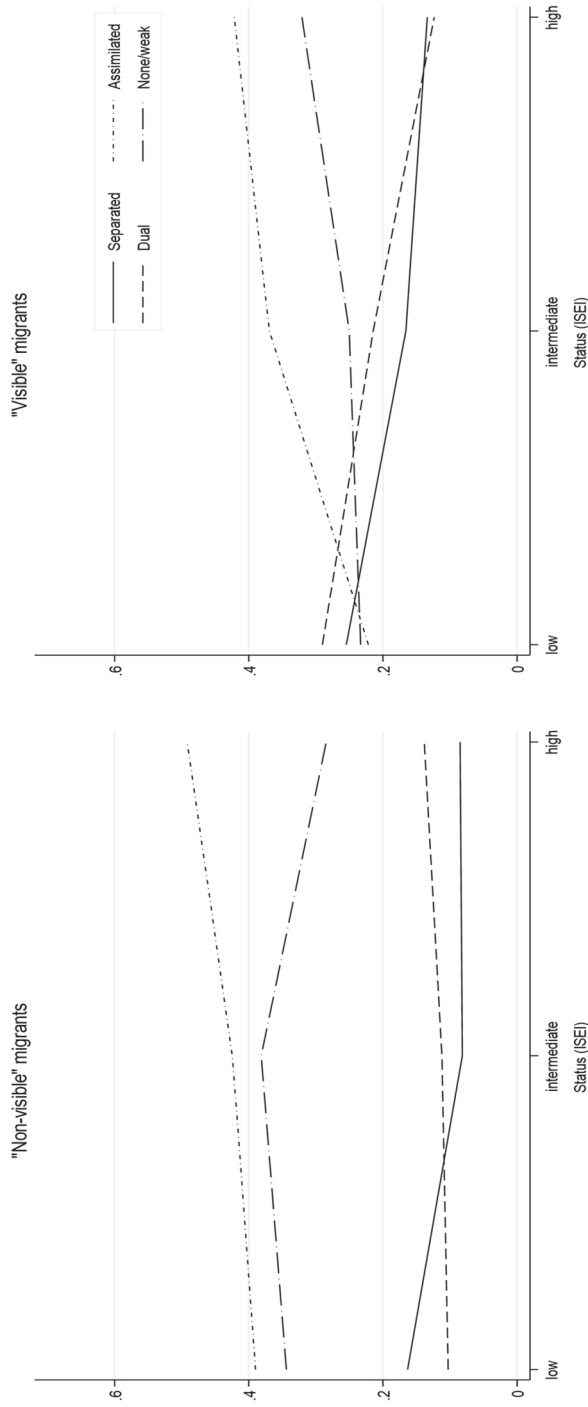 "Non-visible" migrants
.6
.4
.2
0
low
intermediate
high
Status (ISEI)
"Visible" migrants
Separated
Assimilated
Dual
None/weak
.6
.4
.2
0
low
intermediate
high
Status (ISEI)